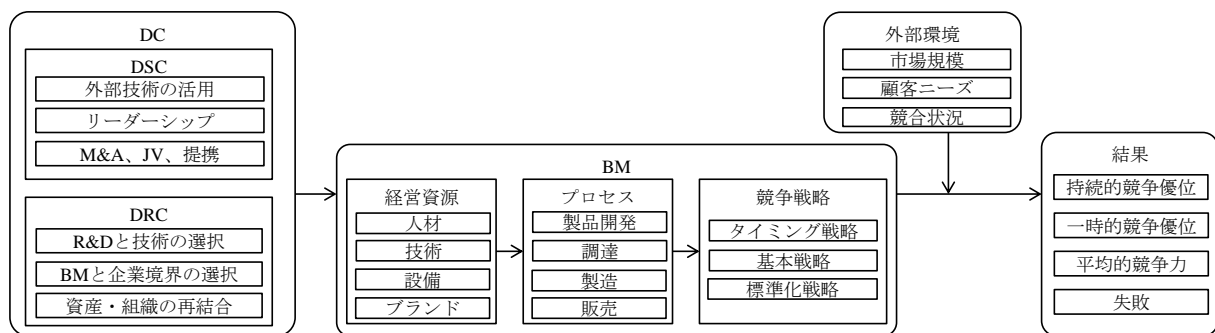 DC
DSC
外部技術の活用
リーダーシップ
M&A、JV、提携
DRC
R&Dと技術の選択
BMと企業境界の選択
資産・組織の再結合
BM
経営資源
人材
技術
設備
ブランド
プロセス
製品開発
調達
製造
販売
競争戦略
タイミング戦略
基本戦略
標準化戦略
外部環境
市場規模
顧客ニーズ
競合状況
結果
持続的競争優位
一時的競争優位
平均的競争力
失敗